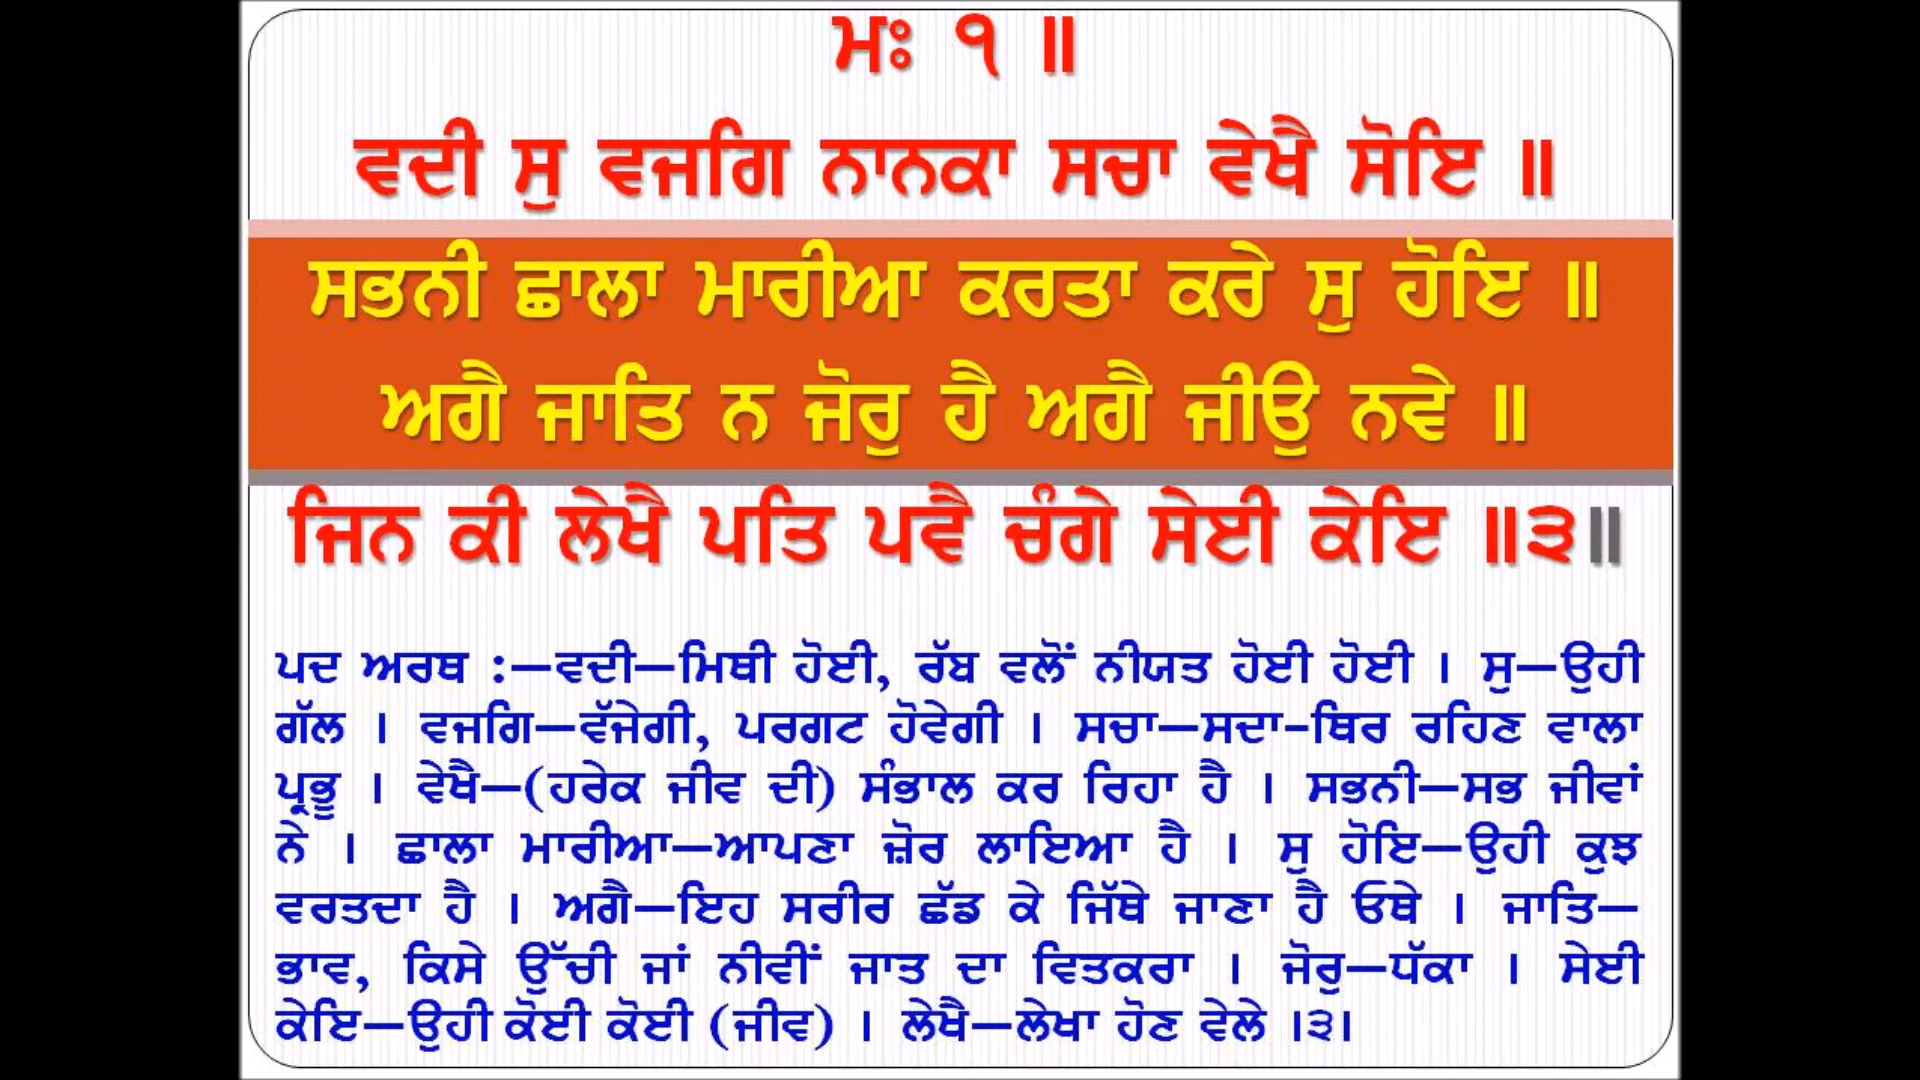 ਮਃ ੧ ॥
ਵਦੀ ਸੁ ਵਜਗਿ ਨਾਨਕਾ ਸਚਾ ਵੇਖੈ ਸੋਇ ॥
ਸਭਨੀ ਛਾਲਾ ਮਾਰੀਆ ਕਰਤਾ ਕਰੇ ਸੁ ਹੋਇ ॥
ਅਗੈ ਜਾਤਿ ਨ ਜੋਰੁ ਹੈ ਅਗੈ ਜੀਉ ਨਵੇ ॥
ਜਿਨ ਕੀ ਲੇਖੈ ਪਤਿ ਪਵੈ ਚੰਗੇ ਸੇਈ ਕੇਇ ॥੩॥
ਪਦ ਅਰਥ :—ਵਦੀ—ਮਿਥੀ ਹੋਈ, ਰੱਬ ਵਲੋਂ ਨੀਯਤ ਹੋਈ ਹੋਈ । ਸੁ—ਉਹੀ
ਗੱਲ । ਵਜਗਿ—ਵੱਜੇਗੀ, ਪਰਗਟ ਹੋਵੇਗੀ । ਸਚਾ—ਸਦਾ-ਥਿਰ ਰਹਿਣ ਵਾਲਾ
ਪ੍ਰਭੂ । ਵੇਖੈ—(ਹਰੇਕ ਜੀਵ ਦੀ) ਸੰਭਾਲ ਕਰ ਰਿਹਾ ਹੈ । ਸਭਨੀ—ਸਭ ਜੀਵਾਂ
ਨੇ । ਛਾਲਾ ਮਾਰੀਆ—ਆਪਣਾ ਜ਼ੋਰ ਲਾਇਆ ਹੈ । ਸੁ ਹੋਇ—ਉਹੀ ਕੁਝ
ਵਰਤਦਾ ਹੈ । ਅਗੈ—ਇਹ ਸਰੀਰ ਛੱਡ ਕੇ ਜਿੱਥੇ ਜਾਣਾ ਹੈ ਓਥੇ । ਜਾਤਿ—
ਭਾਵ, ਕਿਸੇ ਉੱਚੀ ਜਾਂ ਨੀਵੀਂ ਜਾਤ ਦਾ ਵਿਤਕਰਾ । ਜੋਰੁ—ਧੱਕਾ । ਸੇਈ
ਕੇਇ—ਉਹੀ ਕੋਈ ਕੋਈ (ਜੀਵ) । ਲੇਖੈ—ਲੇਖਾ ਹੋਣ ਵੇਲੇ ।੩।